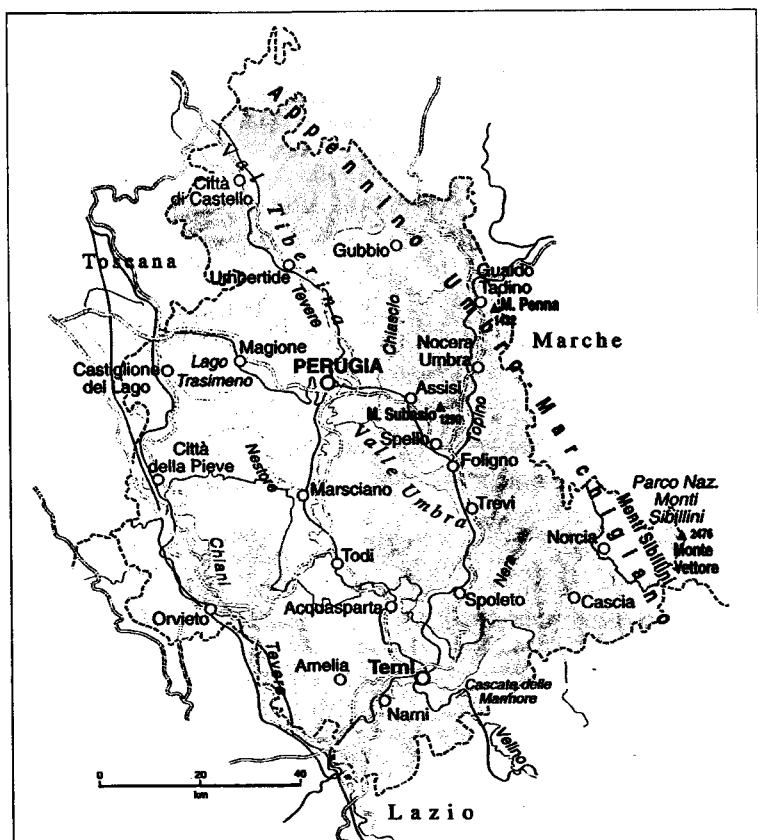 Appennino Umbro-Marchigiano
Val Tiberina
Città
di Castello
Toscana
Gubbio
Umbertide
Tevere
Chiascio
Gualdo
Tadino
M. Penna
1432
Marche
Nocera
Umbra
Magione
Lago
Trasimeno
PERUGIA
Castiglione
del Lago
Assisi
M. Subasio
1290
Topino
Spello
Valle Umbra
Foligno
Città
della Pieve
Nestore
Marsciano
Trevi
Parco Naz.
Monti
Sibillini
Monti Sibillini
2476
Monte
Vettore
Norcia
Nera
Todi
Chiani
Spoleto
Cascia
Acquasparta
Orvieto
Tevere
Amelia
Terni
Cascata delle
Marmore
Narni
Velino
0 20 40
km
Lazio